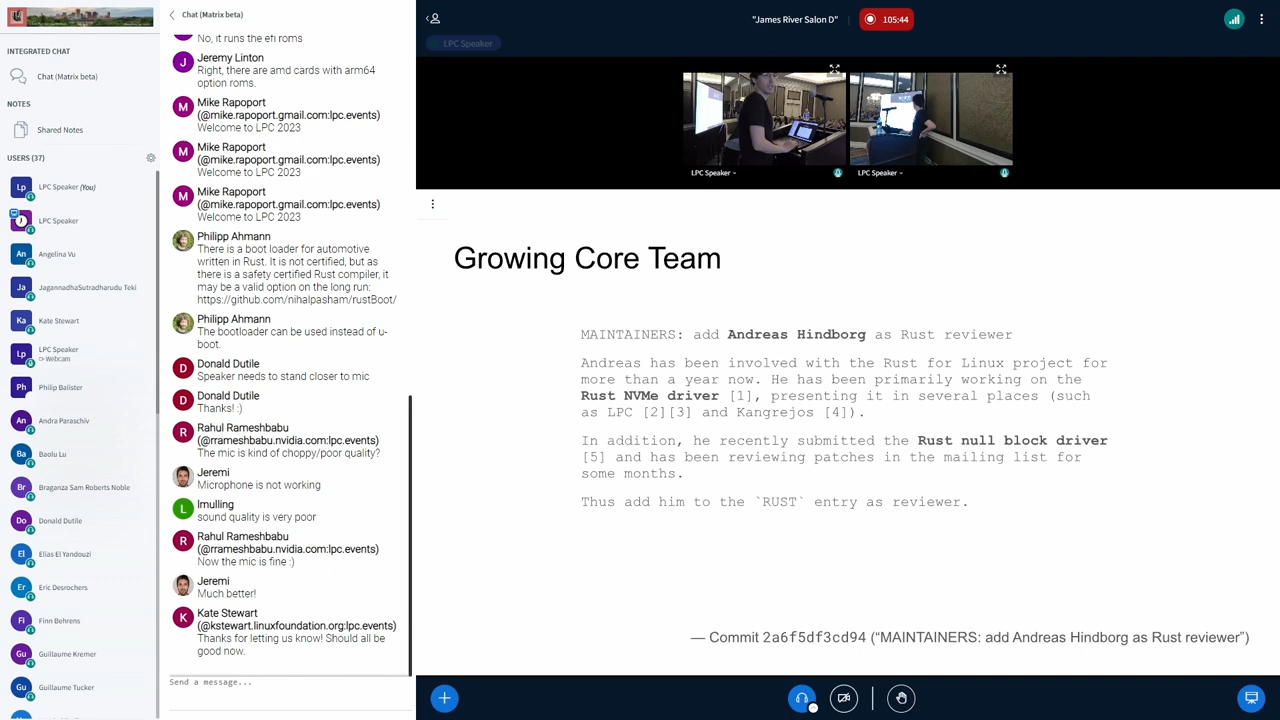 INTEGRATED CHAT
Chat (Matrix beta)
NOTES
Shared Notes
USERS (37)
Lp LPC Speaker (You)
LPC Speaker
An Angelina Vu
Ja JagannadhaSutradharudu Teki
Ka Kate Stewart
Lp LPC Speaker
Webcam
Ph Philip Balister
An Andra Paraschiv
Ba Baolu Lu
Br Braganza Sam Roberts Noble
Do Donald Dutile
El Elias El Yandouzi
Er Eric Desrochers
Fi Finn Behrens
Gu Guillaume Kremer
Gu Guillaume Tucker
Chat (Matrix beta)
No, it runs the efi roms
J Jeremy Linton
Right, there are amd cards with arm64
option roms.
M Mike Rapoport
(@mike.rapoport.gmail.com:lpc.events)
Welcome to LPC 2023
M Mike Rapoport
(@mike.rapoport.gmail.com:lpc.events)
Welcome to LPC 2023
M Mike Rapoport
(@mike.rapoport.gmail.com:lpc.events)
Welcome to LPC 2023
Philipp Ahmann
There is a boot loader for automotive
written in Rust. It is not certified, but as
there is a safety certified Rust compiler, it
may be a valid option on the long run:
https://github.com/nihalpasham/rustBoot/
Philipp Ahmann
The bootloader can be used instead of u-
boot.
D Donald Dutile
Speaker needs to stand closer to mic
D Donald Dutile
Thanks! :)
R Rahul Rameshbabu
(@rrameshbabu.nvidia.com:lpc.events)
The mic is kind of choppy/poor quality?
Jeremi
Microphone is not working
L lmulling
sound quality is very poor
R Rahul Rameshbabu
(@rrameshbabu.nvidia.com:lpc.events)
Now the mic is fine :)
Jeremi
Much better!
K Kate Stewart
(@kstewart.linuxfoundation.org:lpc.events)
Thanks for letting us know! Should all be
good now.
Send a message...
"James River Salon D" 105:44
LPC Speaker
LPC Speaker
LPC Speaker
Growing Core Team
MAINTAINERS: add Andreas Hindborg as Rust reviewer
Andreas has been involved with the Rust for Linux project for
more than a year now. He has been primarily working on the
Rust NVMe driver [1], presenting it in several places (such
as LPC [2][3] and Kangrejos [4]).
In addition, he recently submitted the Rust null block driver
[5] and has been reviewing patches in the mailing list for
some months.
Thus add him to the `RUST` entry as reviewer.
— Commit 2a6f5df3cd94 (“MAINTAINERS: add Andreas Hindborg as Rust reviewer”)